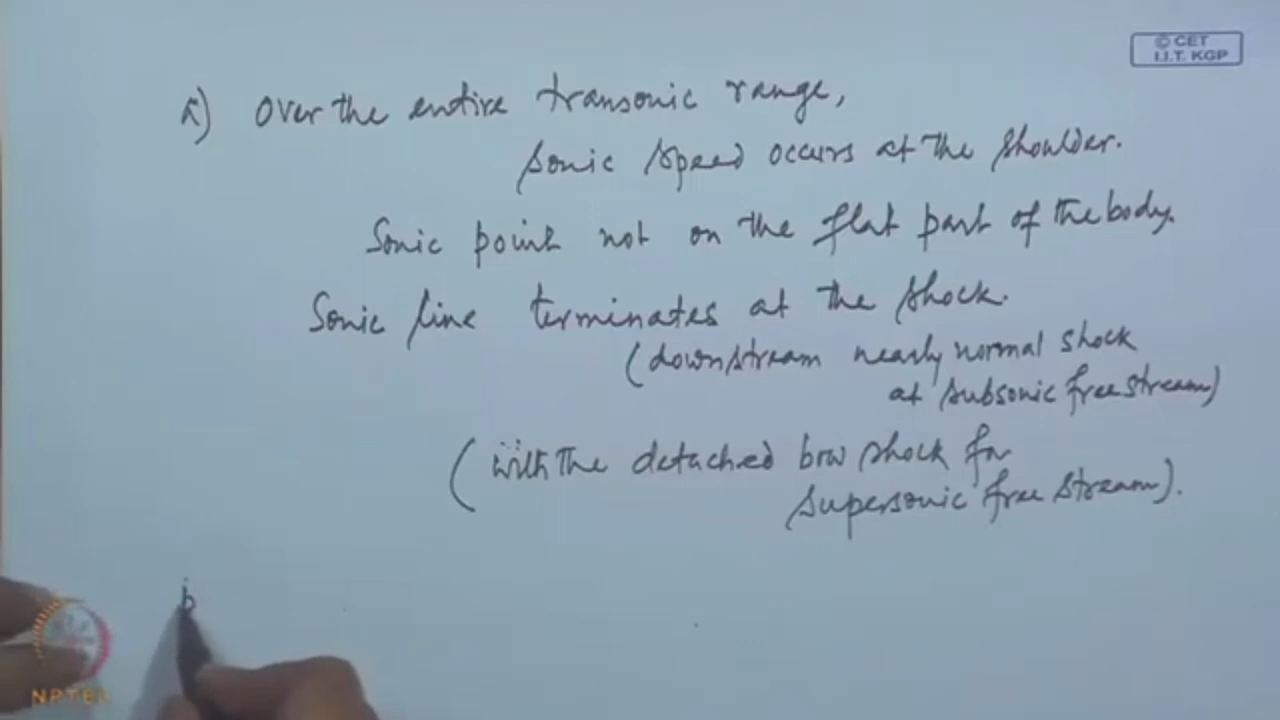 © CET
I.I.T. KGP
a) Over the entire transonic range,
sonic speed occurs at the shoulder.
Sonic point not on the flat part of the body.
Sonic line terminates at the shock.
(downstream nearly normal shock
at subsonic free stream)
(with the detached bow shock for
supersonic free stream).
b
NPTEL